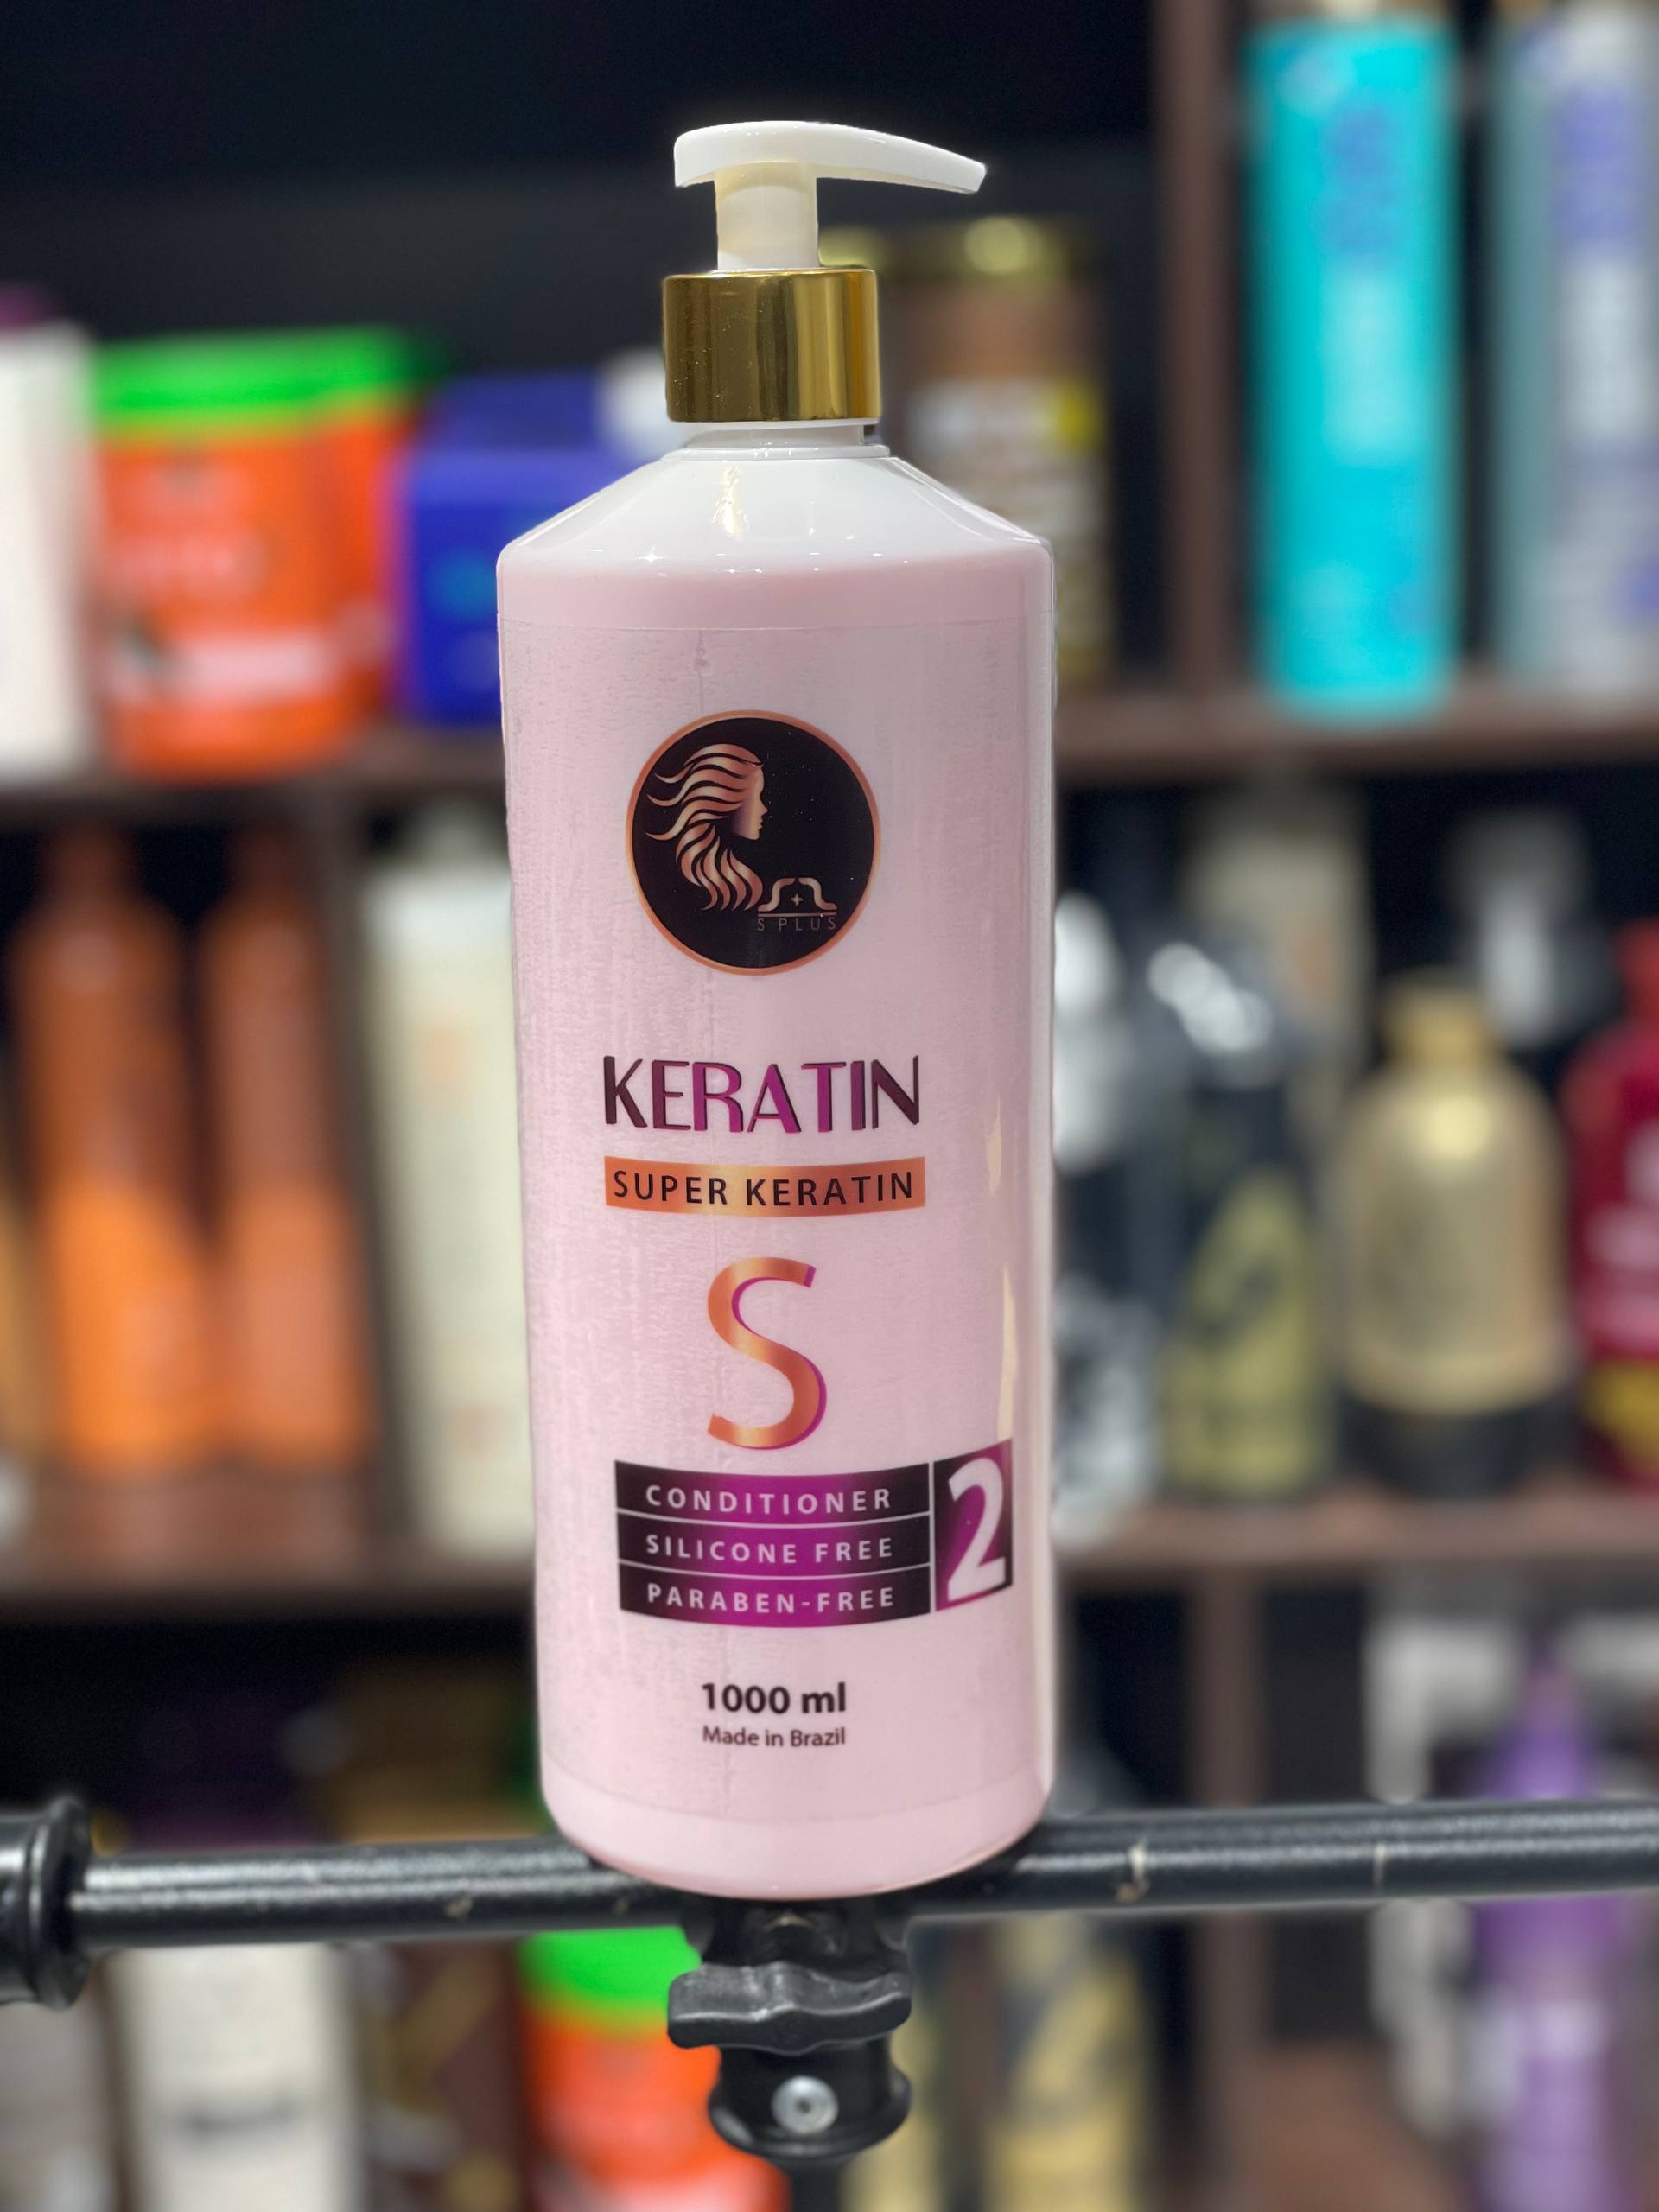 S PLUS
KERATIN
SUPER KERATIN
S
CONDITIONER
SILICONE FREE
PARABEN-FREE
2
1000 ml
Made in Brazil